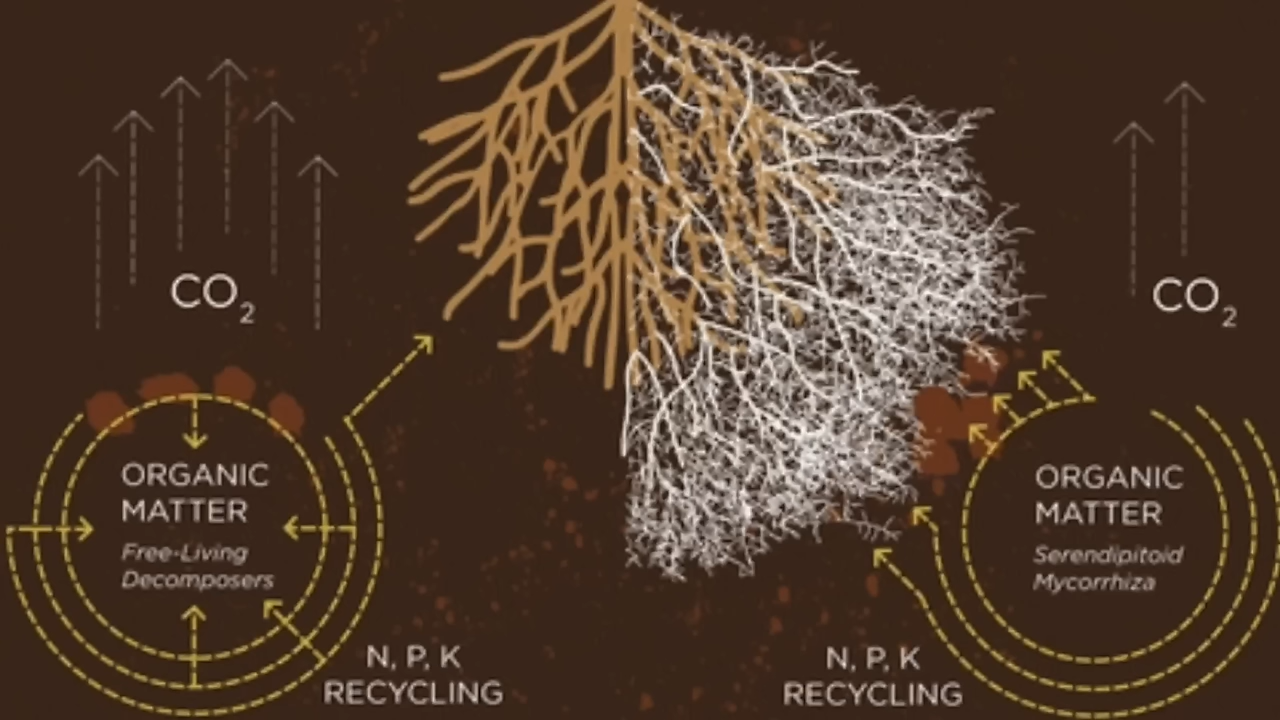 CO2
ORGANIC
MATTER
Free-Living
Decomposers
N, P, K
RECYCLING
CO2
ORGANIC
MATTER
Serendipitoid
Mycorrhiza
N, P, K
RECYCLING